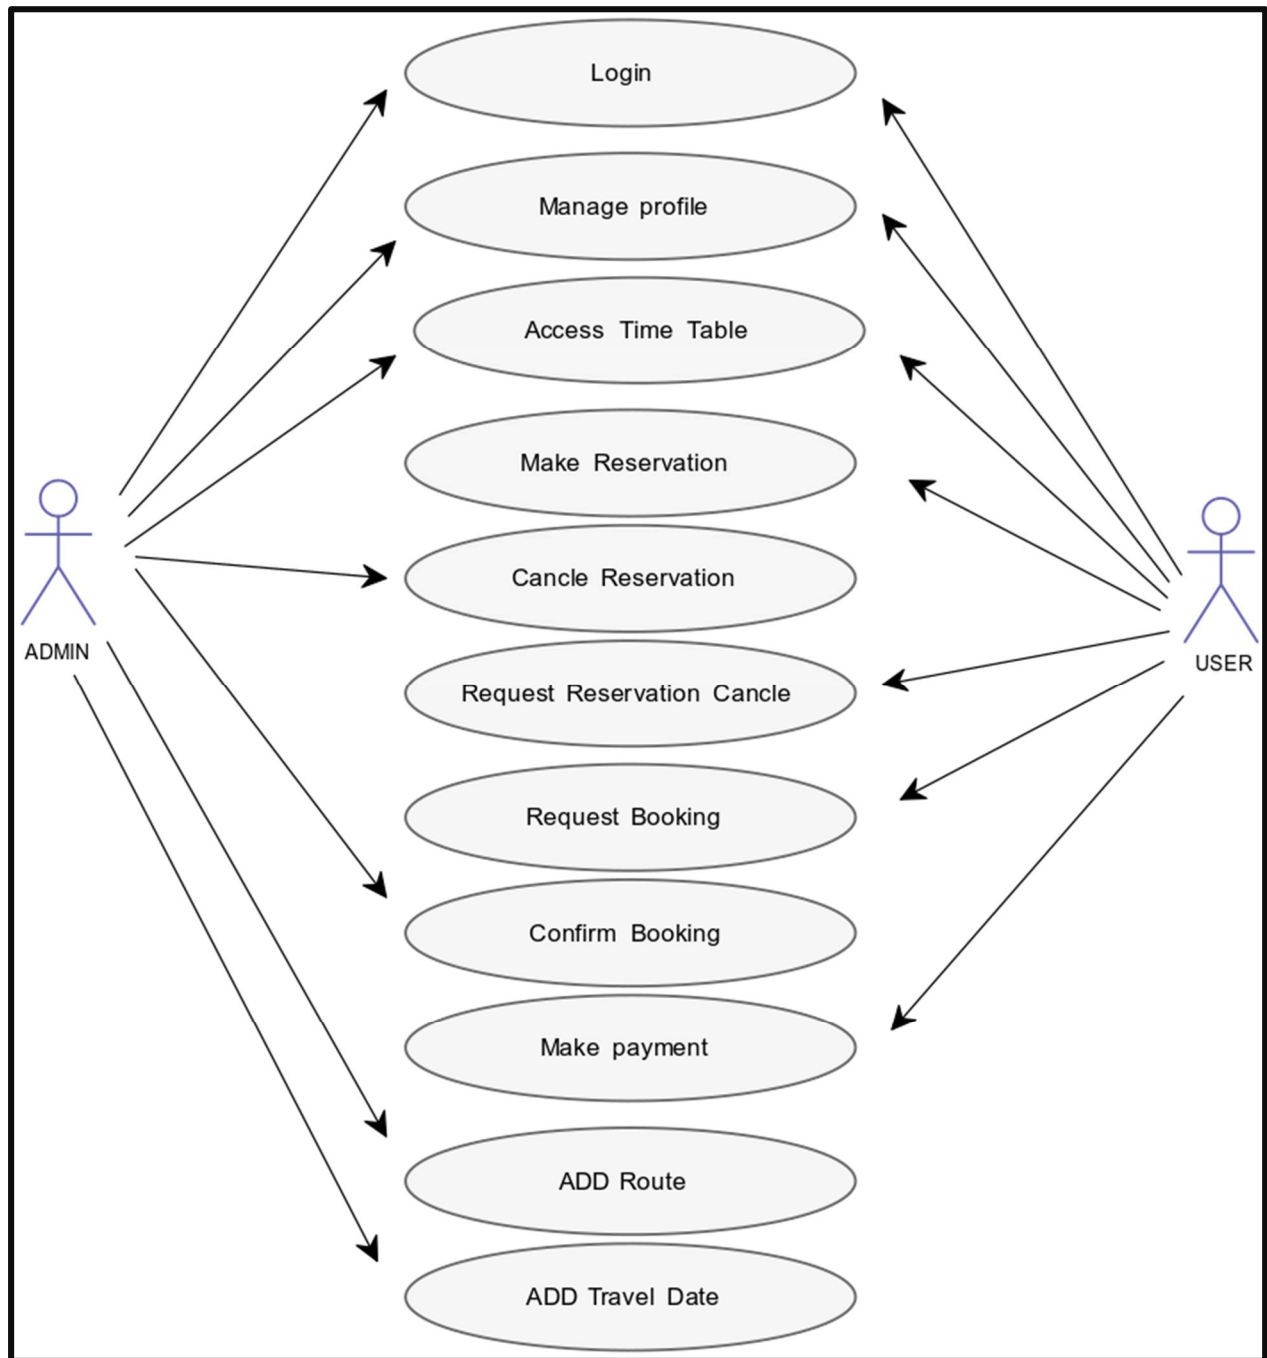 Login
Manage profile
Access Time Table
Make Reservation
Cancle Reservation
ADMIN
USER
Request Reservation Cancle
Request Booking
Confirm Booking
Make payment
ADD Route
ADD Travel Date